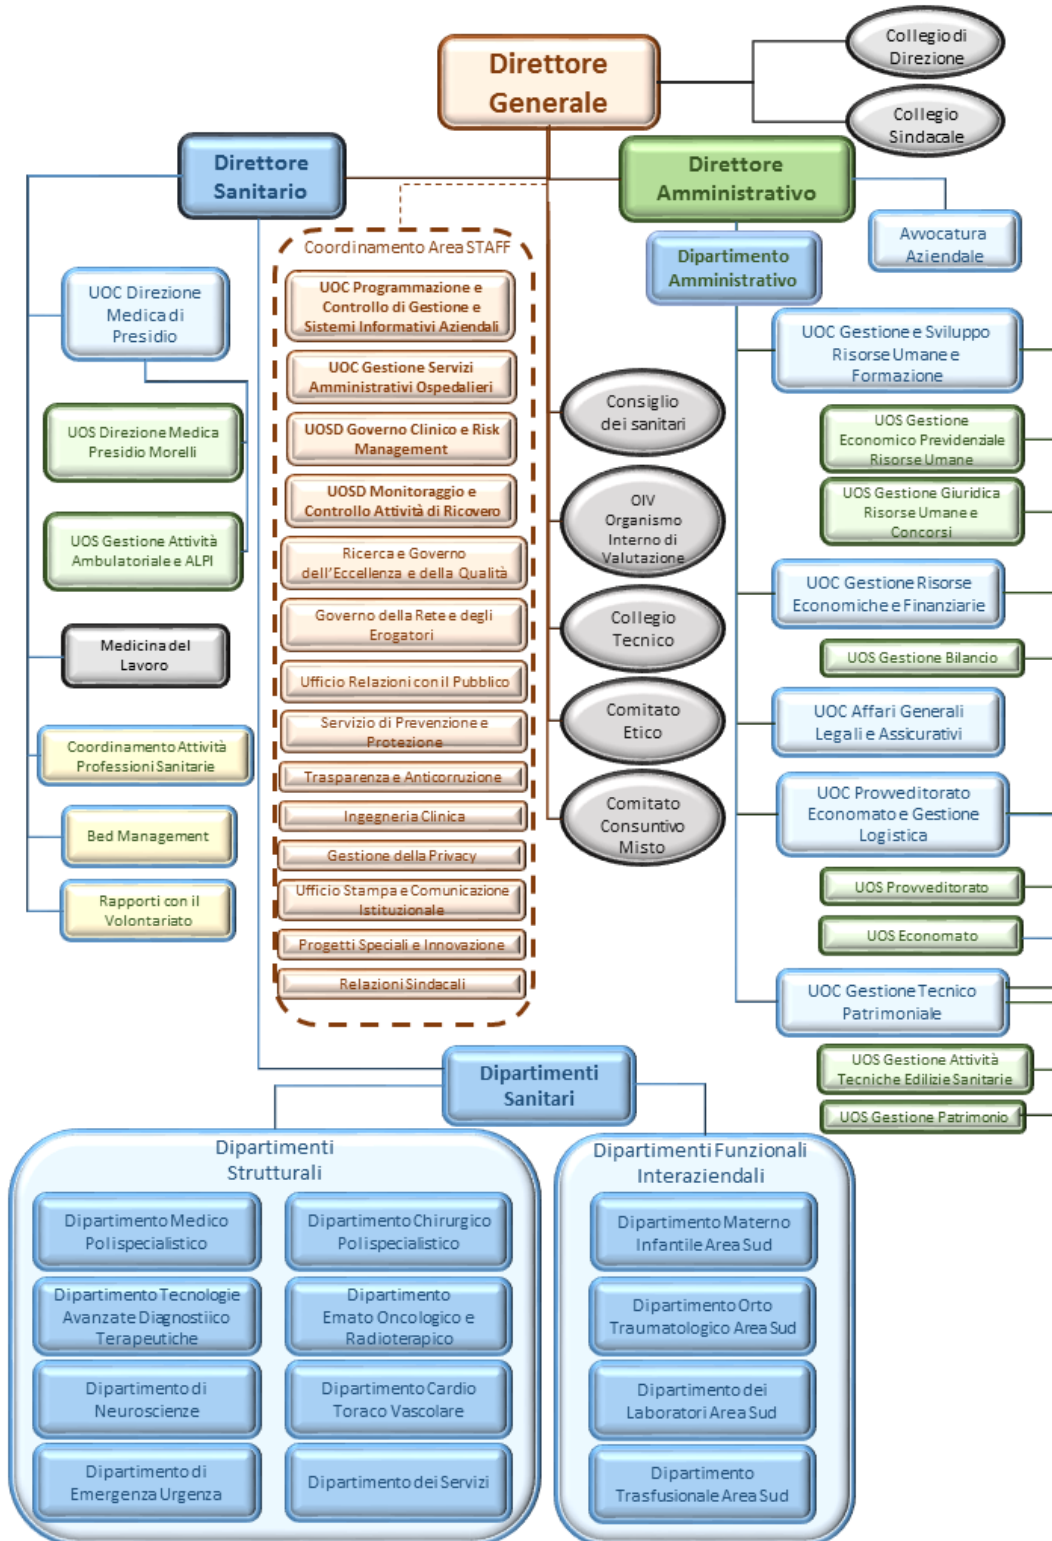 Direttore
Generale
Collegio di
Direzione
Collegio
Sindacale
Direttore
Sanitario
Direttore
Amministrativo
Avvocatura
Aziendale
Dipartimento
Amministrativo
Coordinamento Area STAFF
UOC Programmazione e
Controllo di Gestione e
Sistemi Informativi Aziendali
UOC Gestione Servizi
Amministrativi Ospedalieri
UOSD Governo Clinico e Risk
Management
UOSD Monitoraggio e
Controllo Attività di Ricovero
Ricerca e Governo
dell'Eccellenza e della Qualità
Governo della Rete e degli
Erogatori
Ufficio Relazioni con il Pubblico
Servizio di Prevenzione e
Protezione
Trasparenza e Anticorruzione
Ingegneria Clinica
Gestione della Privacy
Ufficio Stampa e Comunicazione
Istituzionale
Progetti Speciali e Innovazione
Relazioni Sindacali
UOC Direzione
Medica di
Presidio
UOS Direzione Medica
Presidio Morelli
UOS Gestione Attività
Ambulatoriale e ALPI
Medicina del
Lavoro
Coordinamento Attività
Professioni Sanitarie
Bed Management
Rapporti con il
Volontariato
Consiglio
dei sanitari
OIV
Organismo
Interno di
Valutazione
Collegio
Tecnico
Comitato
Etico
Comitato
Consuntivo
Misto
UOC Gestione e Sviluppo
Risorse Umane e
Formazione
UOS Gestione
Economico Previdenziale
Risorse Umane
UOS Gestione Giuridica
Risorse Umane e
Concorsi
UOC Gestione Risorse
Economiche e Finanziarie
UOS Gestione Bilancio
UOC Affari Generali
Legali e Assicurativi
UOC Provveditorato
Economato e Gestione
Logistica
UOS Provveditorato
UOS Economato
UOC Gestione Tecnico
Patrimoniale
UOS Gestione Attività
Tecniche Edilizie Sanitarie
UOS Gestione Patrimonio
Dipartimenti
Sanitari
Dipartimenti
Strutturali
Dipartimento Medico
Polispecialistico
Dipartimento Chirurgico
Polispecialistico
Dipartimento Tecnologie
Avanzate Diagnostiico
Terapeutiche
Dipartimento
Emato Oncologico e
Radioterapico
Dipartimento di
Neuroscienze
Dipartimento Cardio
Toraco Vascolare
Dipartimento di
Emergenza Urgenza
Dipartimento dei Servizi
Dipartimenti Funzionali
Interaziendali
Dipartimento Materno
Infantile Area Sud
Dipartimento Orto
Traumatologico Area Sud
Dipartimento dei
Laboratori Area Sud
Dipartimento
Trasfusionale Area Sud